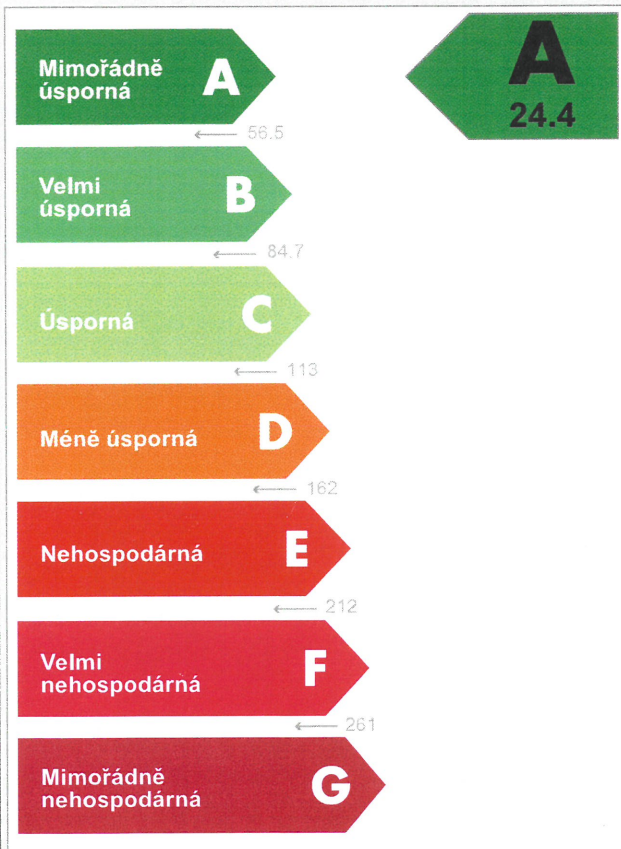 Mimořádně
úsporná
A
A
24.4
← 56.5
Velmi
úsporná
B
← 84.7
Úsporná
C
← 113
Méně úsporná
D
← 162
Nehospodárná
E
← 212
Velmi
nehospodárná
F
← 261
Mimořádně
nehospodárná
G